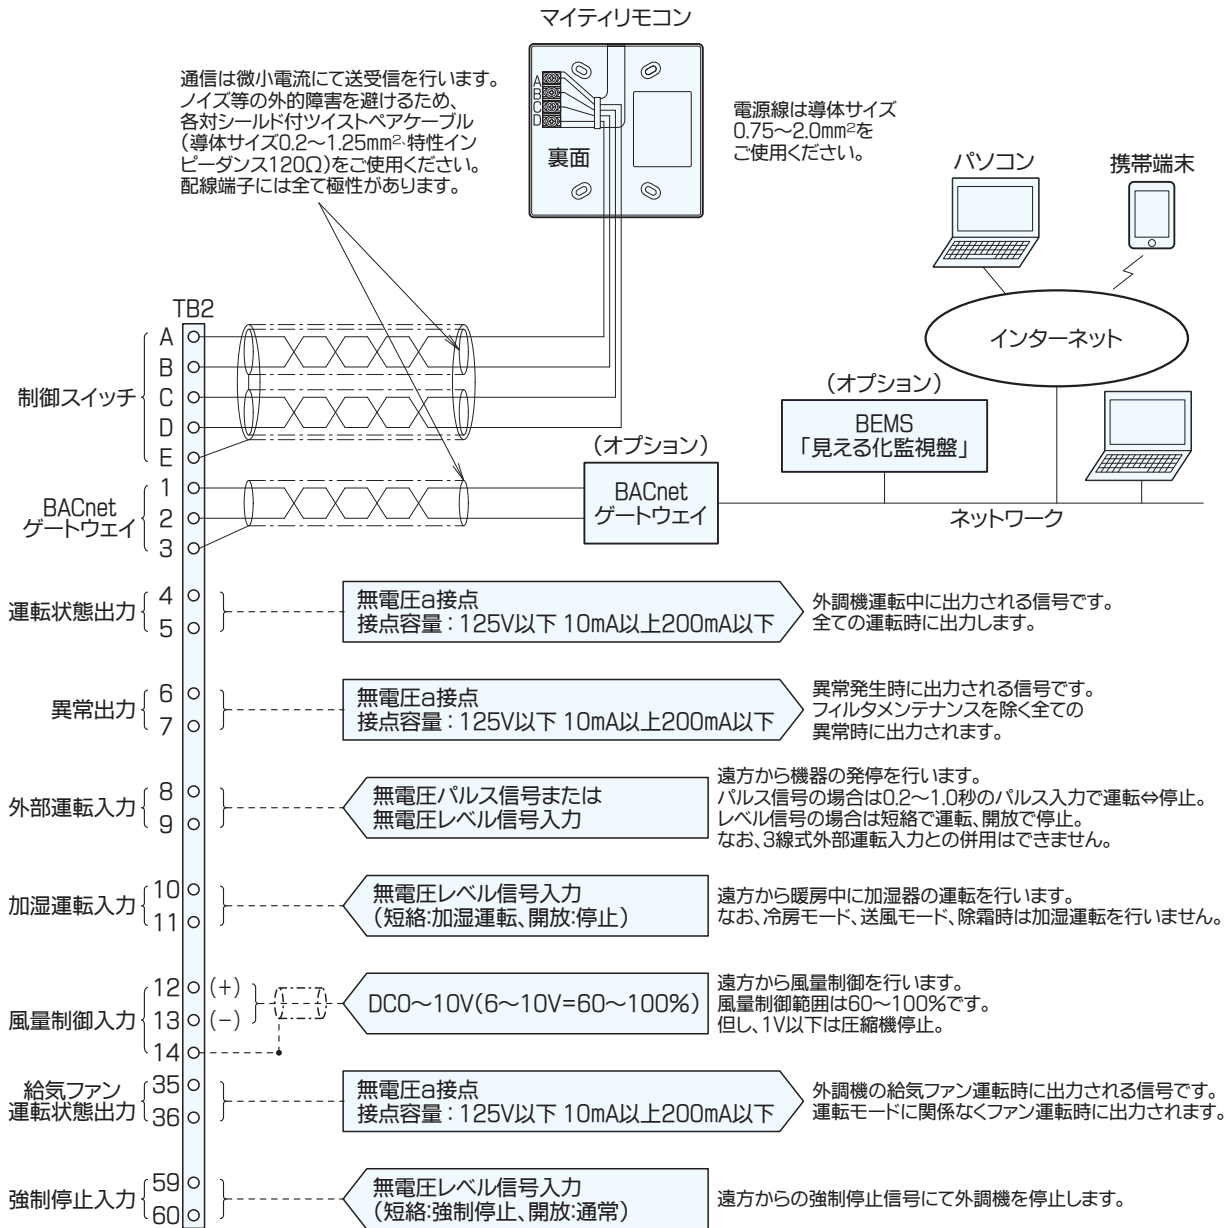 マイティリモコン
通信は微小電流にて送受信を行います。
ノイズ等の外的障害を避けるため、
各対シールド付ツイストペアケーブル
(導体サイズ0.2～1.25mm²、特性イン
ピーダンス120Ω)をご使用ください。
配線端子には全て極性があります。
A
B
C
D
裏面
電源線は導体サイズ
0.75～2.0mm²を
ご使用ください。
パソコン
携帯端末
インターネット
TB2
制御スイッチ
A
B
C
D
E
(オプション)
BEMS
「見える化監視盤」
(オプション)
BACnet
ゲートウェイ
ネットワーク
BACnet
ゲートウェイ
1
2
3
運転状態出力
4
5
無電圧a接点
接点容量：125V以下 10mA以上200mA以下
外調機運転中に出力される信号です。
全ての運転時に出力します。
異常出力
6
7
無電圧a接点
接点容量：125V以下 10mA以上200mA以下
異常発生時に出力される信号です。
フィルタメンテナンスを除く全ての
異常時に出力されます。
外部運転入力
8
9
無電圧パルス信号または
無電圧レベル信号入力
遠方から機器の発停を行います。
パルス信号の場合は0.2～1.0秒のパルス入力で運転⇔停止。
レベル信号の場合は短絡で運転、開放で停止。
なお、3線式外部運転入力との併用はできません。
加湿運転入力
10
11
無電圧レベル信号入力
(短絡:加湿運転、開放:停止)
遠方から暖房中に加湿器の運転を行います。
なお、冷房モード、送風モード、除霜時は加湿運転を行いません。
風量制御入力
12 (+)
13 (−)
14
DC0～10V(6～10V=60～100%)
遠方から風量制御を行います。
風量制御範囲は60～100%です。
但し、1V以下は圧縮機停止。
給気ファン
運転状態出力
35
36
無電圧a接点
接点容量：125V以下 10mA以上200mA以下
外調機の給気ファン運転時に出力される信号です。
運転モードに関係なくファン運転時に出力されます。
強制停止入力
59
60
無電圧レベル信号入力
(短絡:強制停止、開放:通常)
遠方からの強制停止信号にて外調機を停止します。